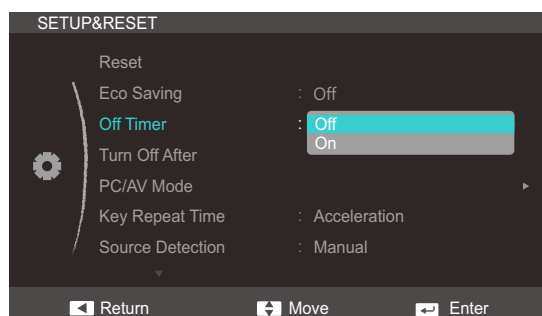 SETUP&RESET
Reset
Eco Saving : Off
Off Timer : Off
On
Turn Off After
PC/AV Mode
Key Repeat Time : Acceleration
Source Detection : Manual
Return Move Enter